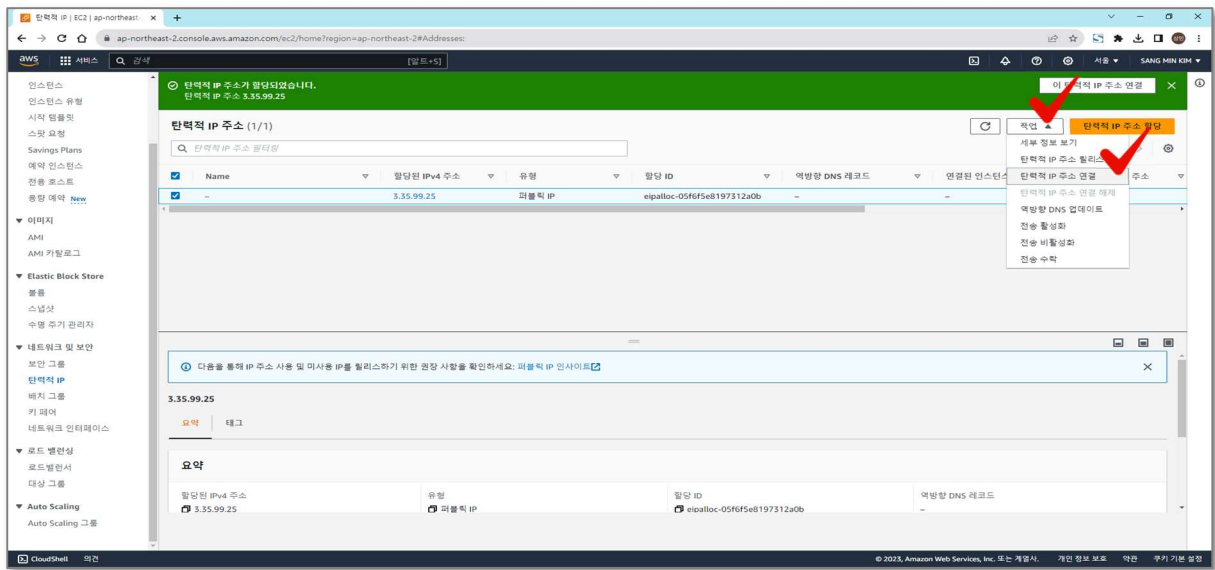 탄력적 IP | EC2 | ap-northeast-
ap-northeast-2.console.aws.amazon.com/ec2/home?region=ap-northeast-2#Addresses:
aws 서비스 검색 [알트+S] 서울 SANG MIN KIM
인스턴스
인스턴스 유형
시작 템플릿
스팟 요청
Savings Plans
예약 인스턴스
전용 호스트
용량 예약 New
이미지
AMI
AMI 카탈로그
Elastic Block Store
볼륨
스냅샷
수명 주기 관리자
네트워크 및 보안
보안 그룹
탄력적 IP
배치 그룹
키 페어
네트워크 인터페이스
로드 밸런싱
로드밸런서
대상 그룹
Auto Scaling
Auto Scaling 그룹
탄력적 IP 주소가 할당되었습니다.
탄력적 IP 주소 3.35.99.25
이 탄력적 IP 주소 연결
탄력적 IP 주소 (1/1)
작업 탄력적 IP 주소 할당
탄력적 IP 주소 필터링
세부 정보 보기
탄력적 IP 주소 릴리스
탄력적 IP 주소 연결
탄력적 IP 주소 연결 해제
역방향 DNS 업데이트
전송 활성화
전송 비활성화
전송 수락
Name 할당된 IPv4 주소 유형 할당 ID 역방향 DNS 레코드 연결된 인스턴스 주소
– 3.35.99.25 퍼블릭 IP eipalloc-05f6f5e8197312a0b – –
다음을 통해 IP 주소 사용 및 미사용 IP를 릴리스하기 위한 권장 사항을 확인하세요: 퍼블릭 IP 인사이트
3.35.99.25
요약 태그
요약
할당된 IPv4 주소 유형 할당 ID 역방향 DNS 레코드
3.35.99.25 퍼블릭 IP eipalloc-05f6f5e8197312a0b –
CloudShell 의견 © 2023, Amazon Web Services, Inc. 또는 계열사. 개인 정보 보호 약관 쿠키 기본 설정